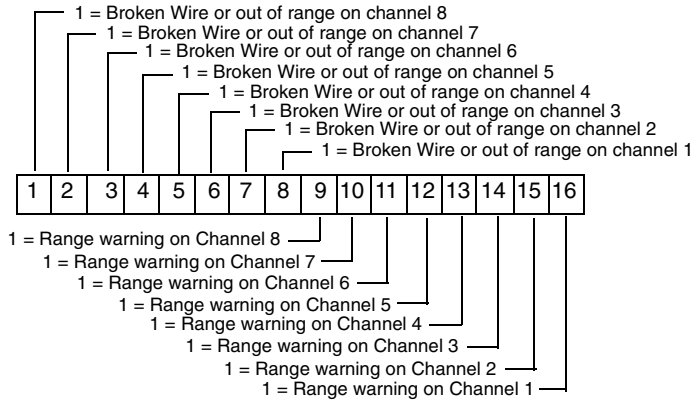 1 = Broken Wire or out of range on channel 8
1 = Broken Wire or out of range on channel 7
1 = Broken Wire or out of range on channel 6
1 = Broken Wire or out of range on channel 5
1 = Broken Wire or out of range on channel 4
1 = Broken Wire or out of range on channel 3
1 = Broken Wire or out of range on channel 2
1 = Broken Wire or out of range on channel 1
1 2 3 4 5 6 7 8 9 10 11 12 13 14 15 16
1 = Range warning on Channel 8
1 = Range warning on Channel 7
1 = Range warning on Channel 6
1 = Range warning on Channel 5
1 = Range warning on Channel 4
1 = Range warning on Channel 3
1 = Range warning on Channel 2
1 = Range warning on Channel 1